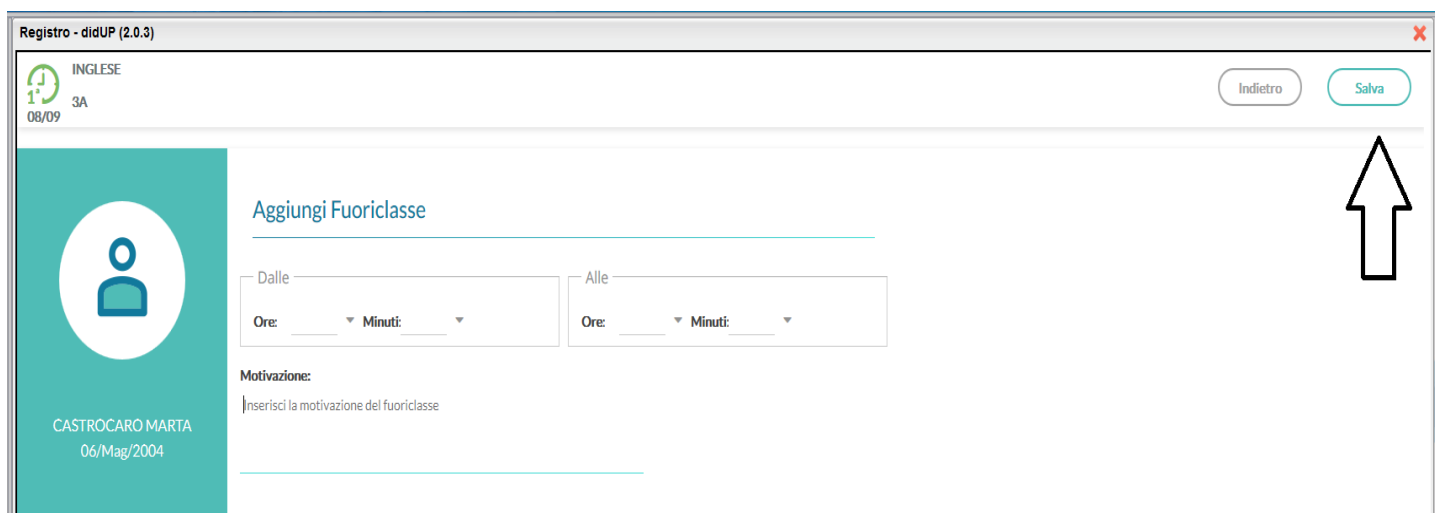 Registro - didUP (2.0.3)
INGLESE
1ª
3A
08/09
Indietro
Salva
Aggiungi Fuoriclasse
Dalle
Alle
Ore: Minuti:
Ore: Minuti:
Motivazione:
Inserisci la motivazione del fuoriclasse
CASTROCARO MARTA
06/Mag/2004